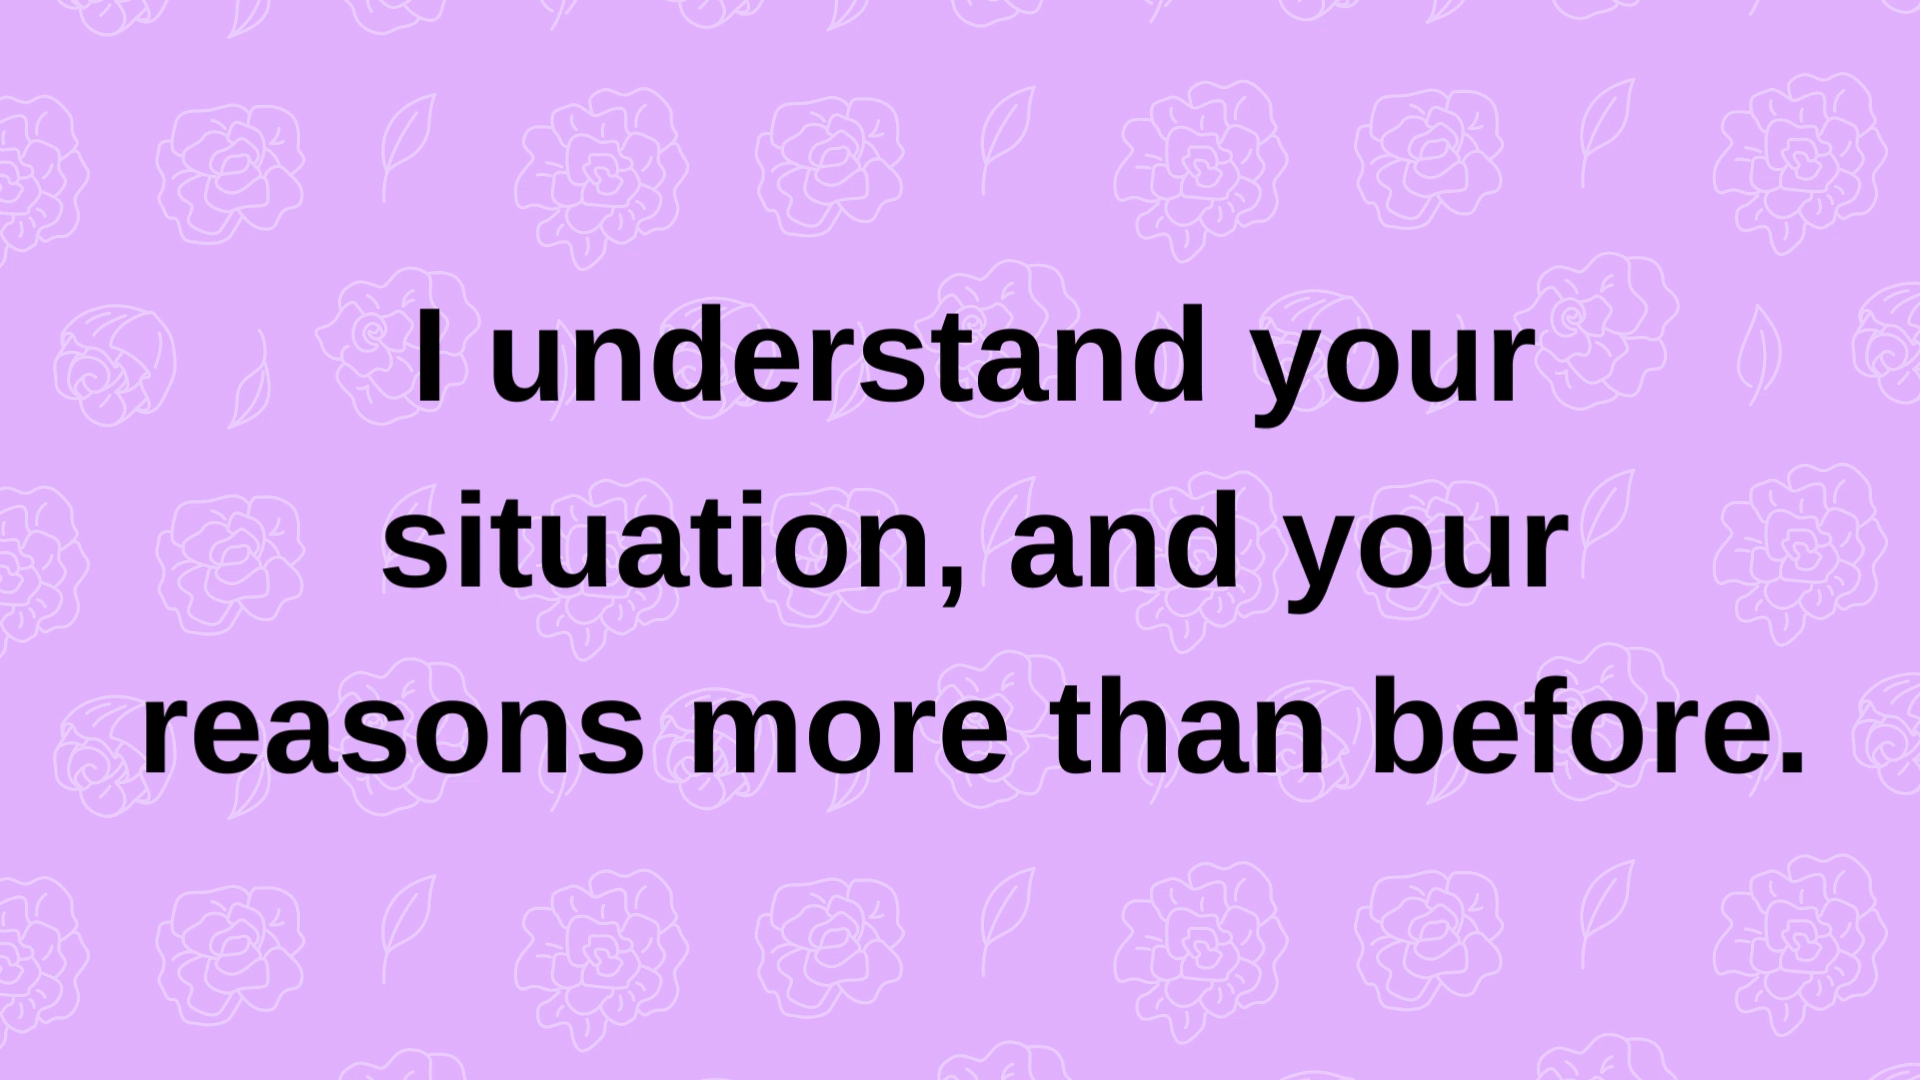 I understand your
situation, and your
reasons more than before.